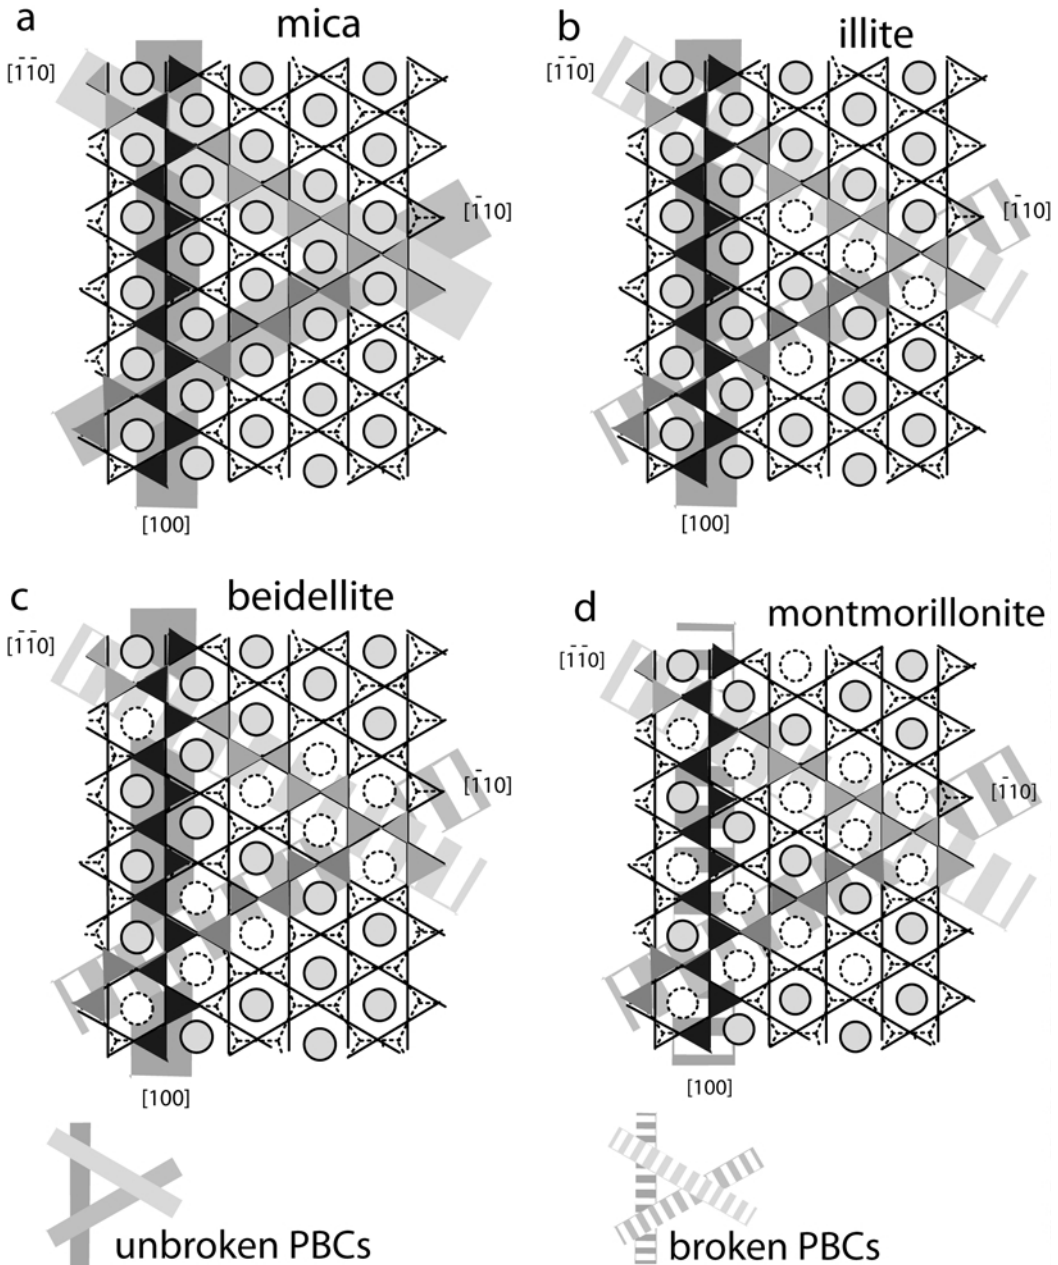 a
mica
[1̄1̄0]
[1̄10]
[100]
b
illite
[1̄1̄0]
[1̄10]
[100]
c
beidellite
[1̄1̄0]
[1̄10]
[100]
d
montmorillonite
[1̄1̄0]
[1̄10]
[100]
unbroken PBCs
broken PBCs